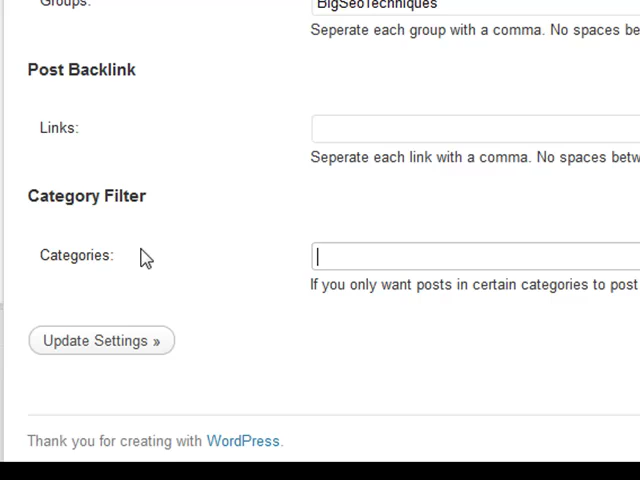 Groups:
BigSeoTechniques
Seperate each group with a comma. No spaces be
Post Backlink
Links:
Seperate each link with a comma. No spaces betw
Category Filter
Categories:
If you only want posts in certain categories to post
Update Settings »
Thank you for creating with WordPress.